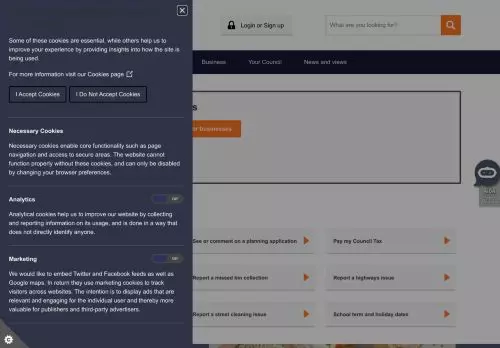 Some of these cookies are essential, while others help us to
improve your experience by providing insights into how the site is
being used.
For more information visit our Cookies page
I Accept Cookies
I Do Not Accept Cookies
Necessary Cookies
Necessary cookies enable core functionality such as page
navigation and access to secure areas. The website cannot
function properly without these cookies, and can only be disabled
by changing your browser preferences.
Analytics
Off
Analytical cookies help us to improve our website by collecting
and reporting information on its usage, and is done in a way that
does not directly identify anyone.
Marketing
Off
We would like to embed Twitter and Facebook feeds as well as
Google maps. In return they use marketing cookies to track
visitors across websites. The intention is to display ads that are
relevant and engaging for the individual user and thereby more
valuable for publishers and third-party advertisers.
Login or Sign up
What are you looking for?
Business
Your Council
News and views
s
or businesses
See or comment on a planning application
Pay my Council Tax
Report a missed bin collection
Report a highways issue
Report a street cleaning issue
School term and holiday dates